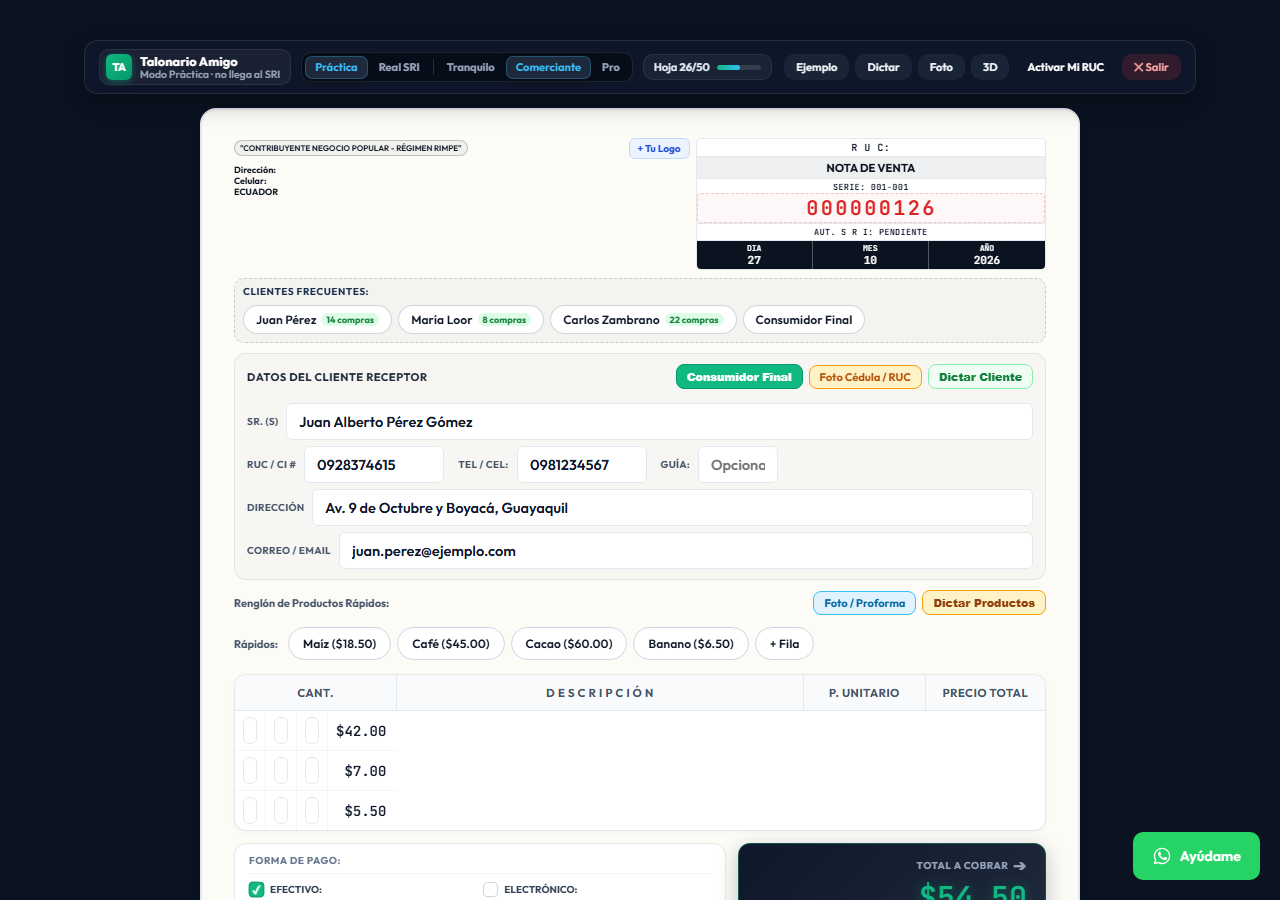 TA
Talonario Amigo
Modo Práctica · no llega al SRI
Práctica
Real SRI
Tranquilo
Comerciante
Pro
Hoja 26/50
Ejemplo
Dictar
Foto
3D
Activar Mi RUC
Salir
"CONTRIBUYENTE NEGOCIO POPULAR - RÉGIMEN RIMPE"
Dirección:
Celular:
ECUADOR
+ Tu Logo
R U C:
NOTA DE VENTA
SERIE: 001-001
000000126
AUT. S R I: PENDIENTE
DIA MES AÑO
27 10 2026
CLIENTES FRECUENTES:
Juan Pérez 14 compras
María Loor 8 compras
Carlos Zambrano 22 compras
Consumidor Final
DATOS DEL CLIENTE RECEPTOR
Consumidor Final
Foto Cédula / RUC
Dictar Cliente
SR. (S) Juan Alberto Pérez Gómez
RUC / CI # 0928374615 TEL / CEL: 0981234567 GUÍA: Opciona
DIRECCIÓN Av. 9 de Octubre y Boyacá, Guayaquil
CORREO / EMAIL juan.perez@ejemplo.com
Renglón de Productos Rápidos:
Foto / Proforma
Dictar Productos
Rápidos:
Maíz ($18.50)
Café ($45.00)
Cacao ($60.00)
Banano ($6.50)
+ Fila
CANT. DESCRIPCIÓN P. UNITARIO PRECIO TOTAL
$42.00
$7.00
$5.50
FORMA DE PAGO:
EFECTIVO:
ELECTRÓNICO:
TOTAL A COBRAR
$54.50
Ayúdame